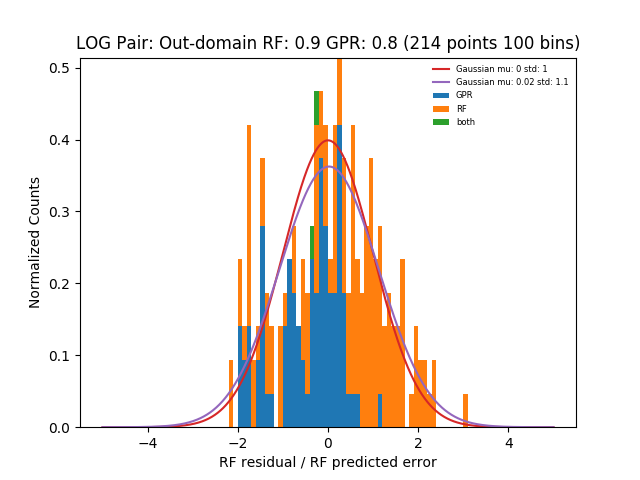 LOG Pair: Out-domain RF: 0.9 GPR: 0.8 (214 points 100 bins)
Gaussian mu: 0 std: 1
Gaussian mu: 0.02 std: 1.1
GPR
RF
both
Normalized Counts
0.5
0.4
0.3
0.2
0.1
0.0
−4
−2
0
2
4
RF residual / RF predicted error